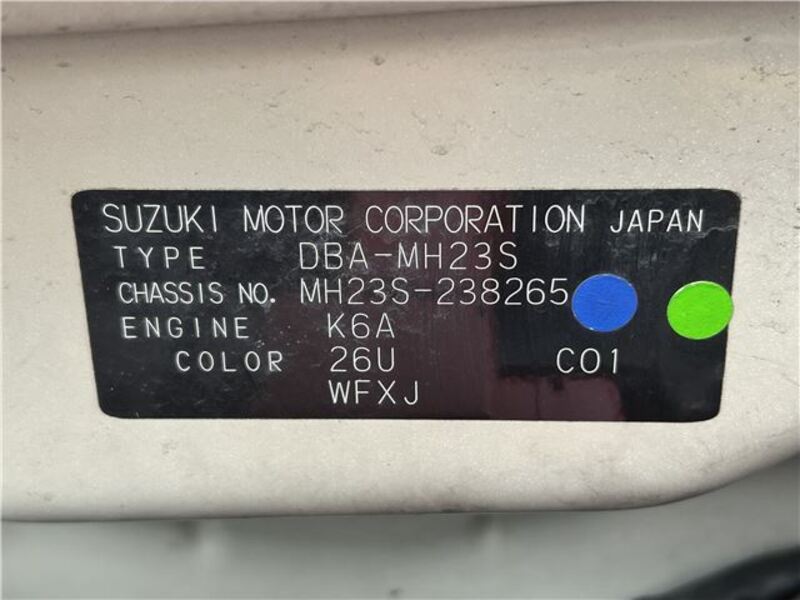 SUZUKI MOTOR CORPORATION JAPAN
TYPE DBA-MH23S
CHASSIS NO. MH23S-238265
ENGINE K6A
COLOR 26U C01
WFXJ